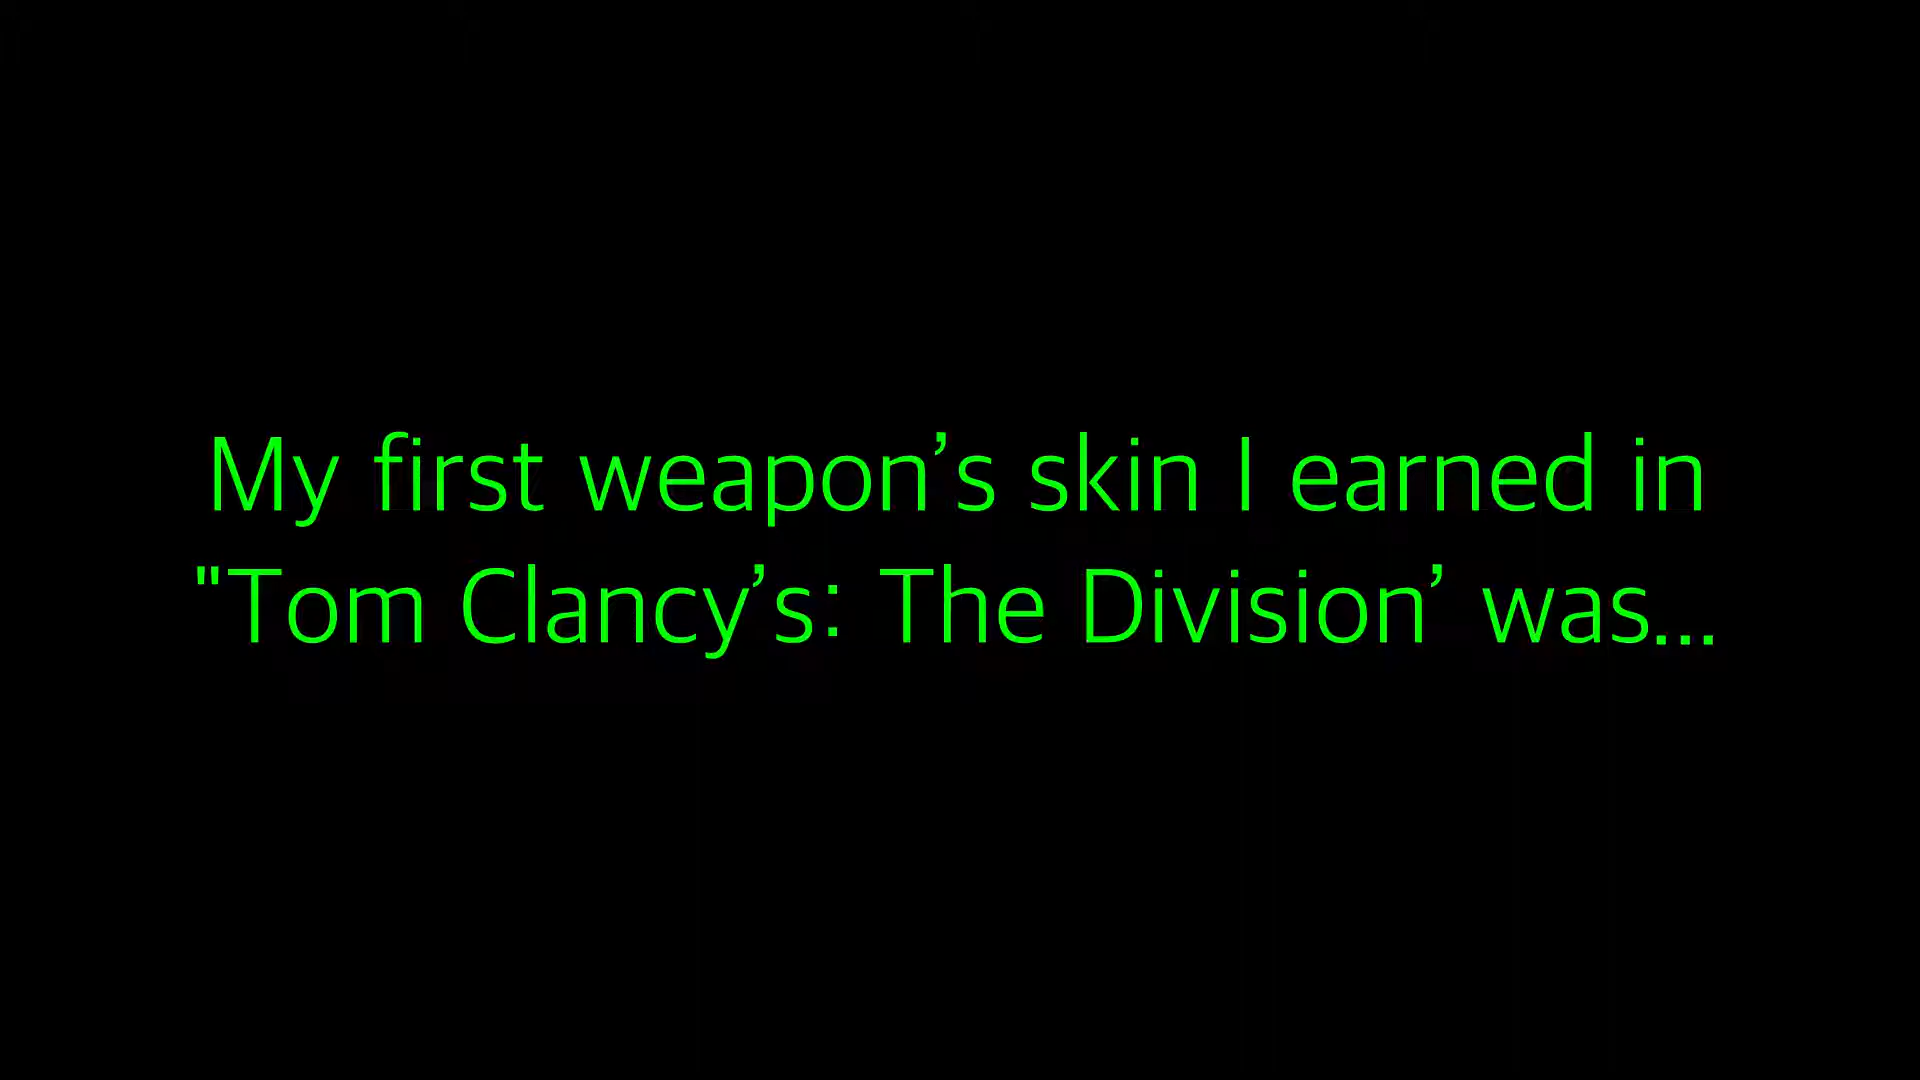 My first weapon’s skin I earned in
"Tom Clancy’s: The Division’ was...